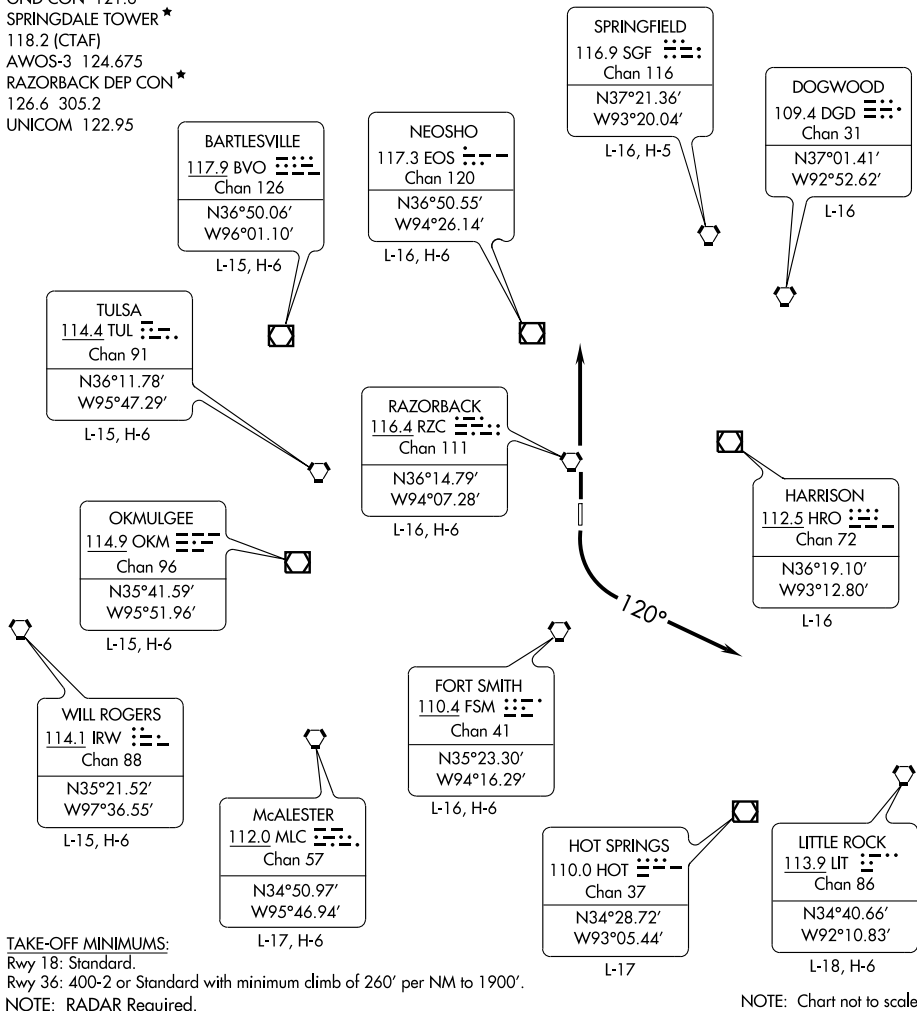 GND CON 121.6
SPRINGDALE TOWER ★
118.2 (CTAF)
AWOS-3 124.675
RAZORBACK DEP CON ★
126.6 305.2
UNICOM 122.95
SPRINGFIELD
116.9 SGF
Chan 116
N37°21.36′
W93°20.04′
L-16, H-5
DOGWOOD
109.4 DGD
Chan 31
N37°01.41′
W92°52.62′
L-16
BARTLESVILLE
117.9 BVO
Chan 126
N36°50.06′
W96°01.10′
L-15, H-6
NEOSHO
117.3 EOS
Chan 120
N36°50.55′
W94°26.14′
L-16, H-6
TULSA
114.4 TUL
Chan 91
N36°11.78′
W95°47.29′
L-15, H-6
RAZORBACK
116.4 RZC
Chan 111
N36°14.79′
W94°07.28′
L-16, H-6
HARRISON
112.5 HRO
Chan 72
N36°19.10′
W93°12.80′
L-16
OKMULGEE
114.9 OKM
Chan 96
N35°41.59′
W95°51.96′
L-15, H-6
120°
WILL ROGERS
114.1 IRW
Chan 88
N35°21.52′
W97°36.55′
L-15, H-6
FORT SMITH
110.4 FSM
Chan 41
N35°23.30′
W94°16.29′
L-16, H-6
McALESTER
112.0 MLC
Chan 57
N34°50.97′
W95°46.94′
L-17, H-6
HOT SPRINGS
110.0 HOT
Chan 37
N34°28.72′
W93°05.44′
L-17
LITTLE ROCK
113.9 LIT
Chan 86
N34°40.66′
W92°10.83′
L-18, H-6
TAKE-OFF MINIMUMS:
Rwy 18: Standard.
Rwy 36: 400-2 or Standard with minimum climb of 260′ per NM to 1900′.
NOTE: RADAR Required.
NOTE: Chart not to scale